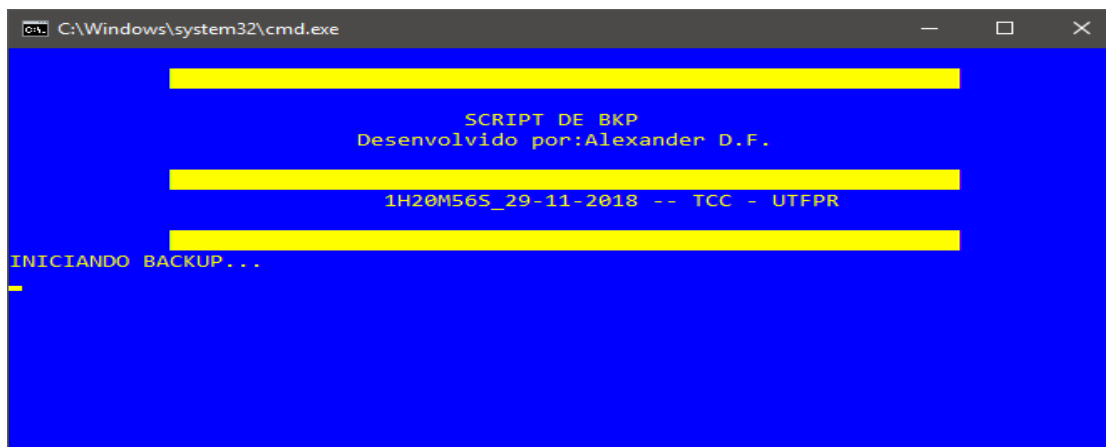 C:\Windows\system32\cmd.exe
SCRIPT DE BKP
Desenvolvido por:Alexander D.F.
1H20M56S_29-11-2018 -- TCC - UTFPR
INICIANDO BACKUP...